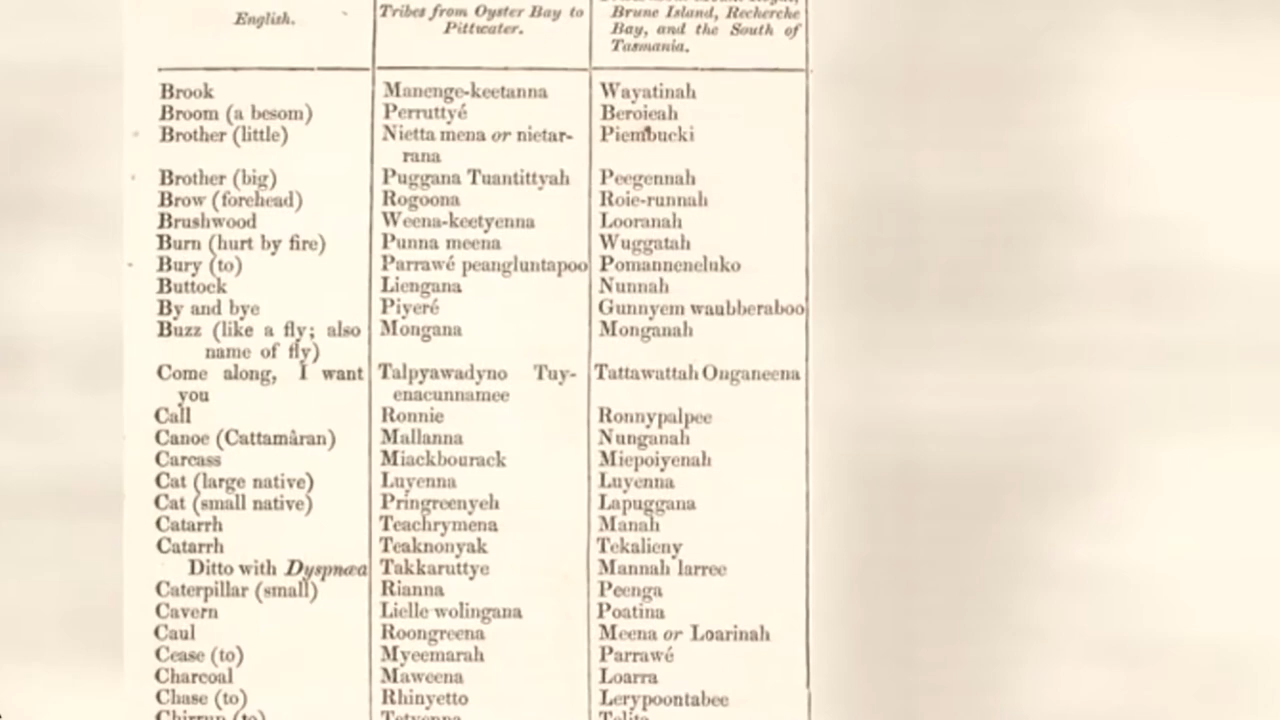 English.
Tribes from Oyster Bay to
Pittwater.
Brune Island, Recherche
Bay, and the South of
Tasmania.
Brook Manenge-keetanna Wayatinah
Broom (a besom) Perruttyé Beroieah
Brother (little) Nietta mena or nietar- Piembucki
rana
Brother (big) Puggana Tuantittyah Peegennah
Brow (forehead) Rogoona Roie-runnah
Brushwood Weena-keetyenna Looranah
Burn (hurt by fire) Punna meena Wuggatah
Bury (to) Parrawé peangluntapoo Pomanneneluko
Buttock Liengana Nunnah
By and bye Piyeré Gunnyem waubberaboo
Buzz (like a fly; also Mongana Monganah
name of fly)
Come along, I want Talpyawadyno Tuy- Tattawattah Onganeena
you enacunnamee
Call Ronnie Ronnypalpee
Canoe (Cattamâran) Mallanna Nunganah
Carcass Miackbourack Miepoiyenah
Cat (large native) Luyenna Luyenna
Cat (small native) Pringreenyeh Lapuggana
Catarrh Teachrymena Manah
Catarrh Teaknonyak Tekalieny
Ditto with Dyspnœa Takkaruttye Mannah larree
Caterpillar (small) Rianna Peenga
Cavern Lielle wolingana Poatina
Caul Roongreena Meena or Loarinah
Cease (to) Myeemarah Parrawé
Charcoal Maweena Loarra
Chase (to) Rhinyetto Lerypoontabee
Chirrup (to) Tetyenna Telita